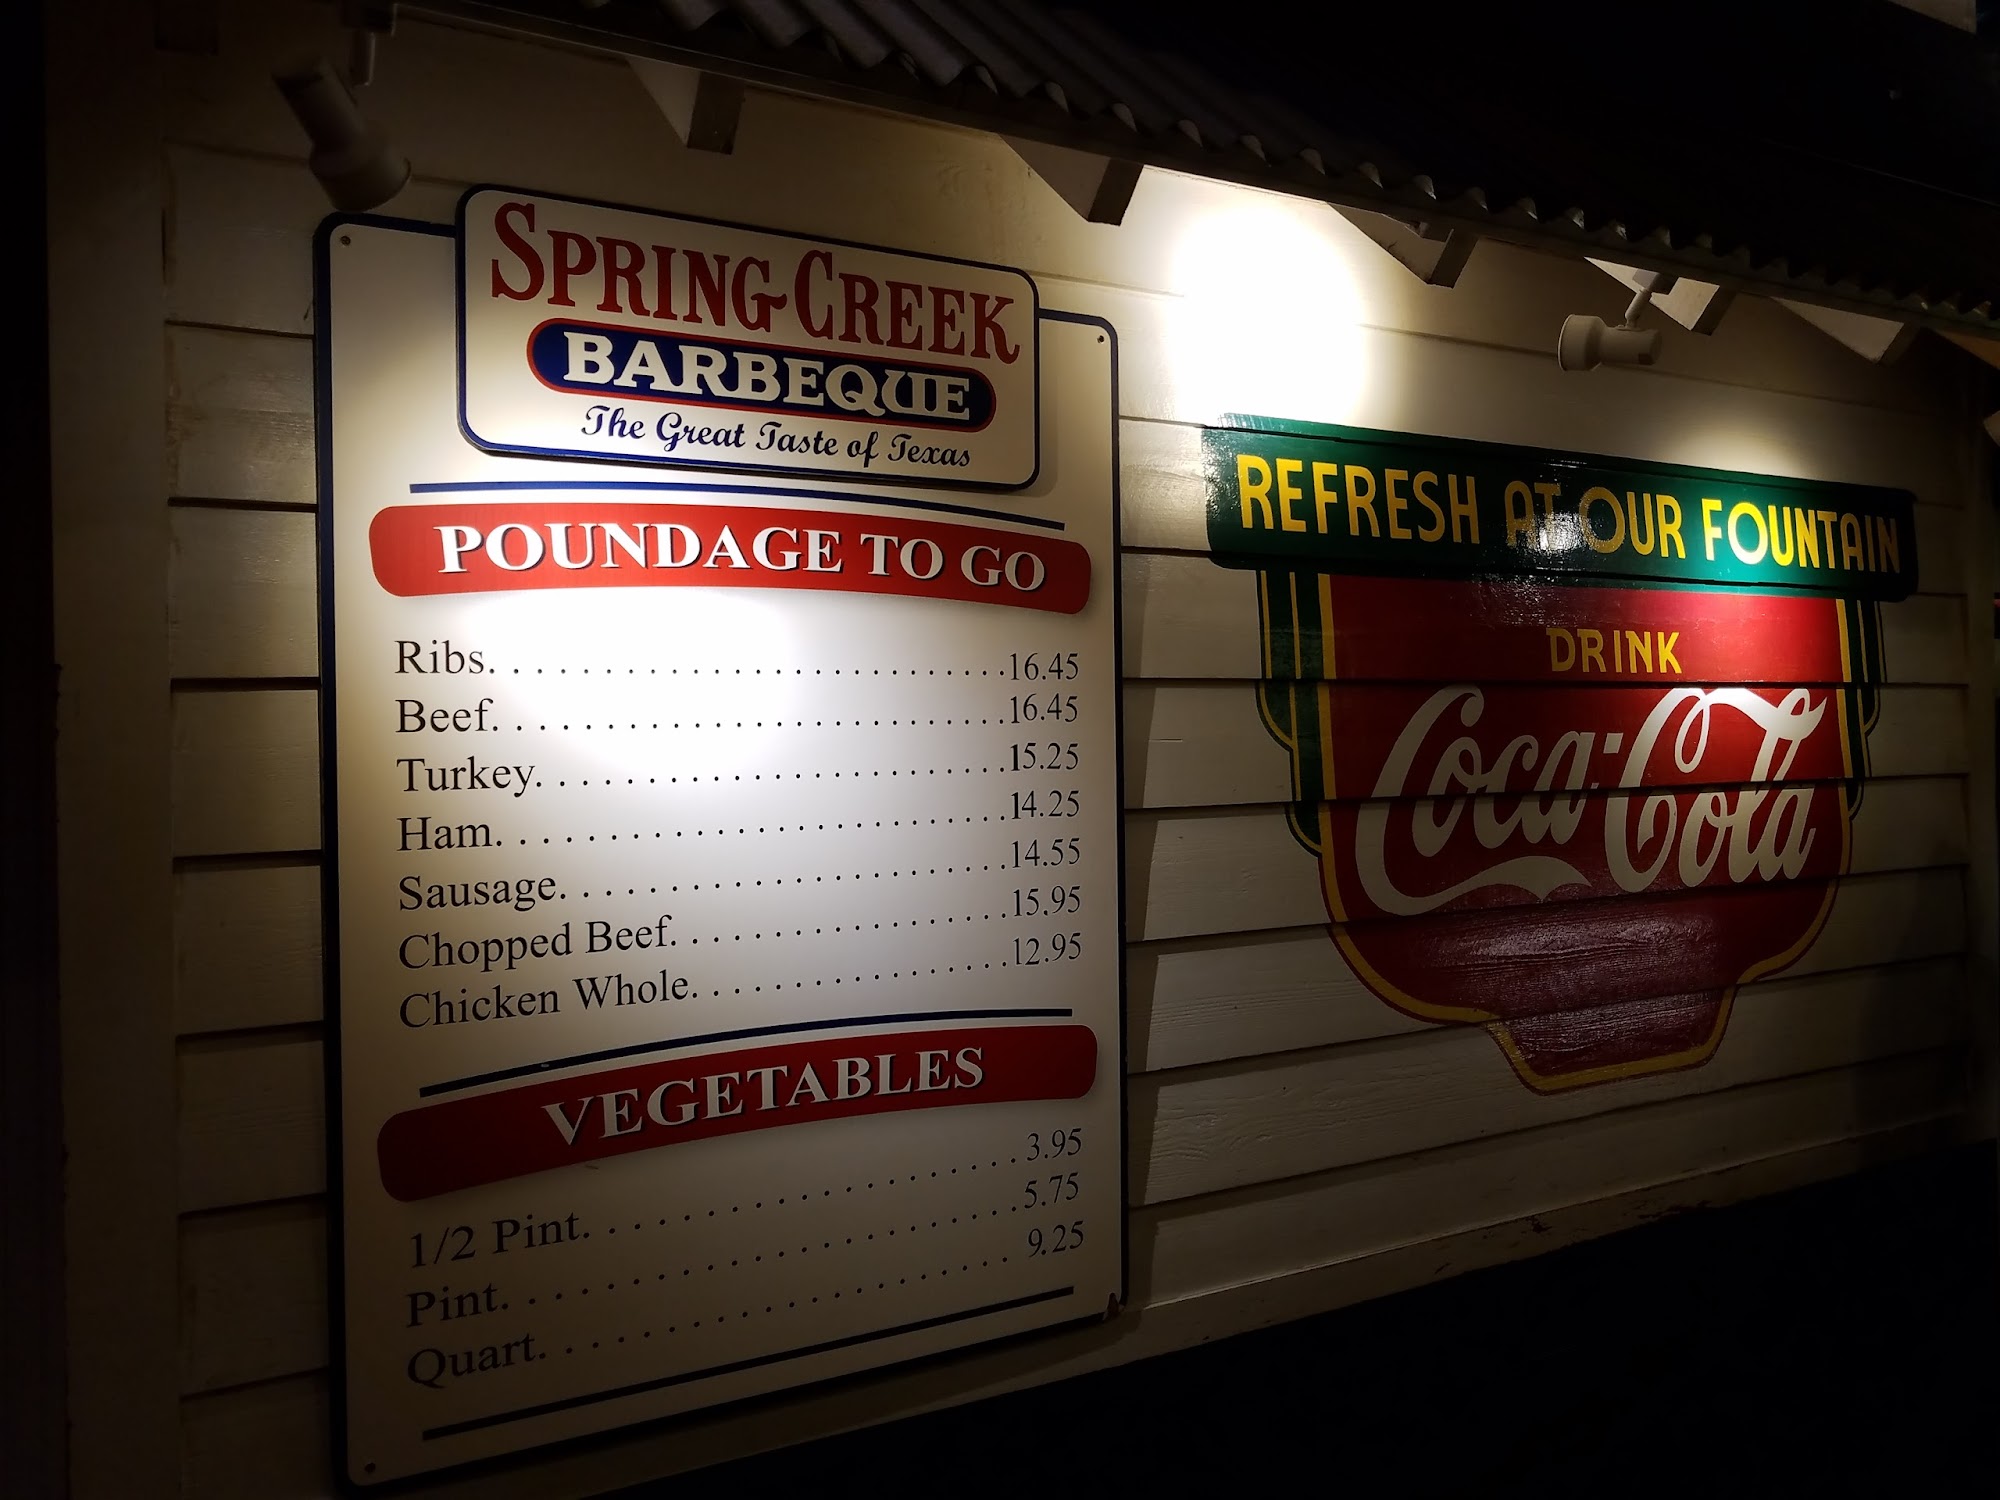 SPRING CREEK
BARBEQUE
The Great Taste of Texas
POUNDAGE TO GO
Ribs. . . . . . . . . . . . . . . . . . . . . . . . .16.45
Beef. . . . . . . . . . . . . . . . . . . . . . . . .16.45
Turkey. . . . . . . . . . . . . . . . . . . . . . .15.25
Ham. . . . . . . . . . . . . . . . . . . . . . . . .14.25
Sausage. . . . . . . . . . . . . . . . . . . . . .14.55
Chopped Beef. . . . . . . . . . . . . . . . .15.95
Chicken Whole. . . . . . . . . . . . . . . .12.95
VEGETABLES
1/2 Pint. . . . . . . . . . . . . . . . . . . . . .3.95
Pint. . . . . . . . . . . . . . . . . . . . . . . . . .5.75
Quart. . . . . . . . . . . . . . . . . . . . . . . . 9.25
REFRESH AT OUR FOUNTAIN
DRINK
Coca-Cola